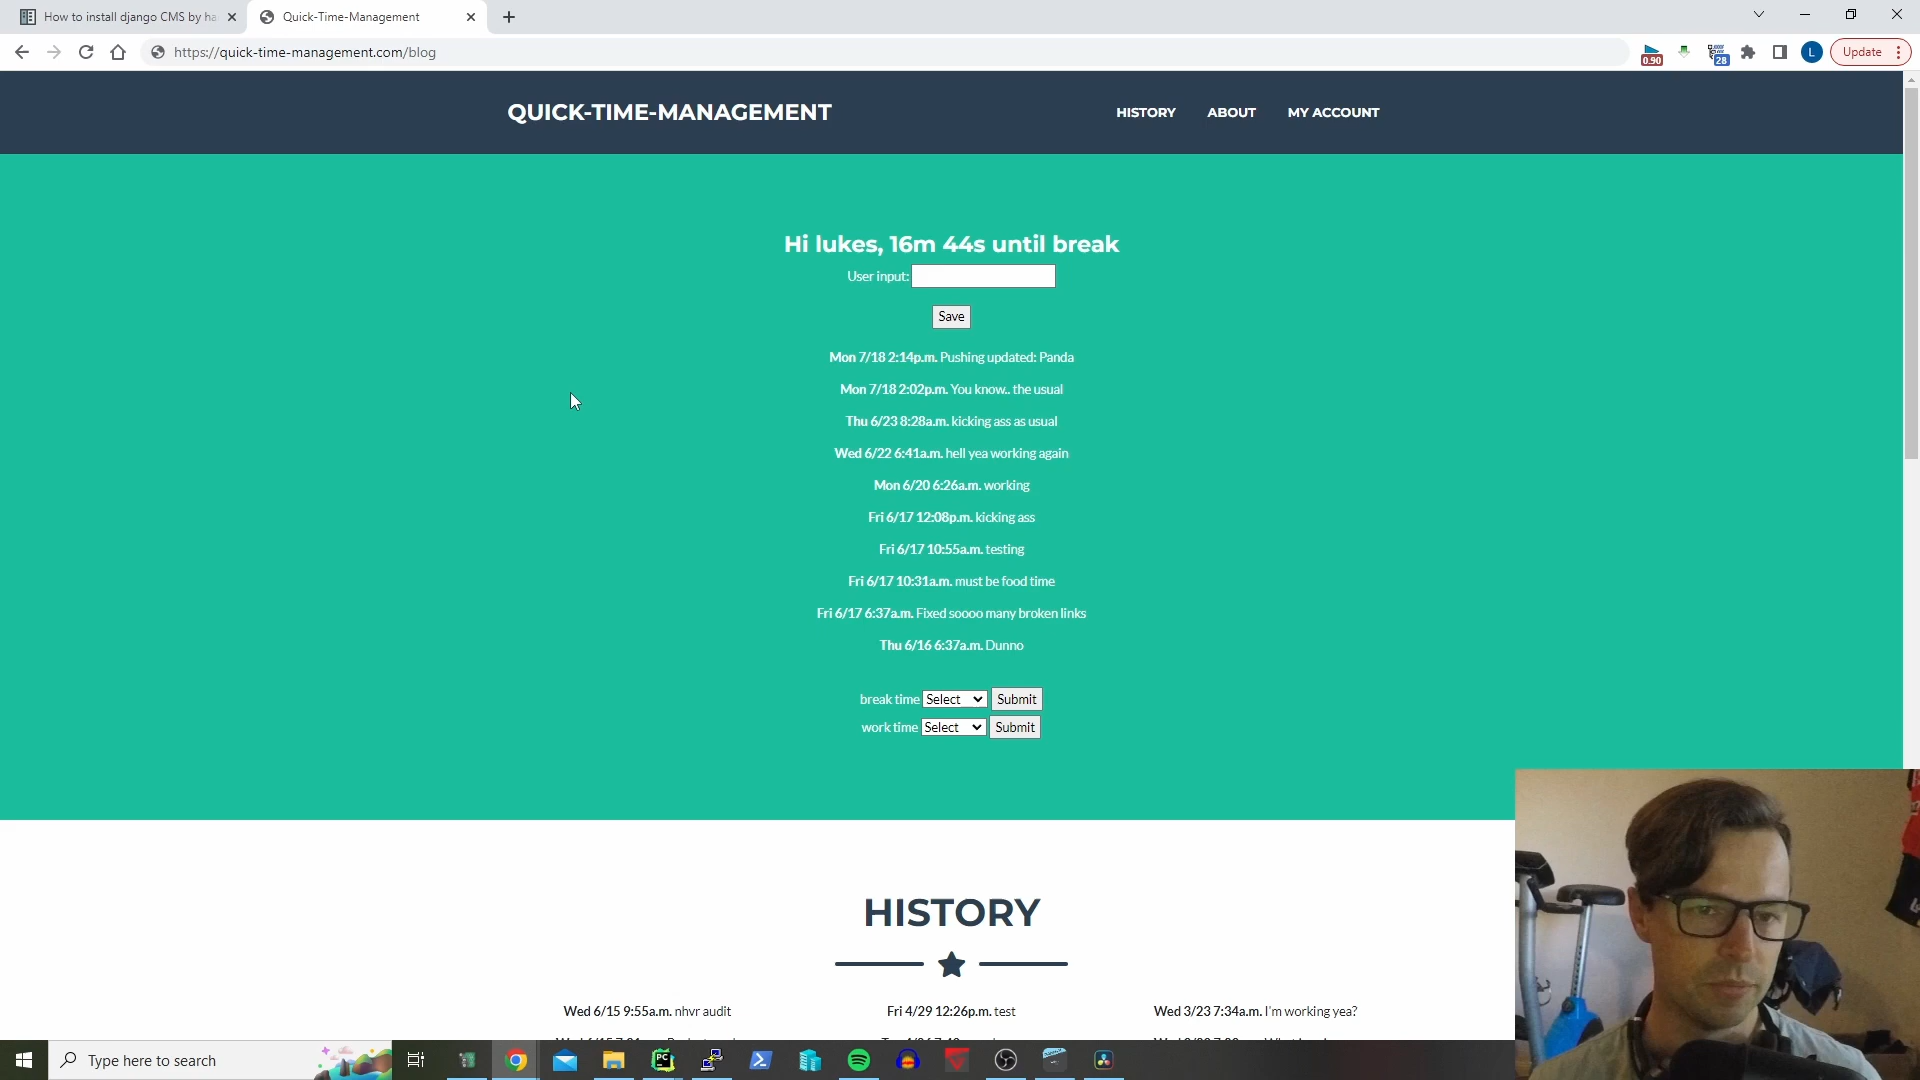 How to install django CMS by ha
Quick-Time-Management
https://quick-time-management.com/blog
0.90
28
L
Update
QUICK-TIME-MANAGEMENT
HISTORY
ABOUT
MY ACCOUNT
Hi lukes, 16m 44s until break
User input:
Save
Mon 7/18 2:14p.m. Pushing updated: Panda
Mon 7/18 2:02p.m. You know.. the usual
Thu 6/23 8:28a.m. kicking ass as usual
Wed 6/22 6:41a.m. hell yea working again
Mon 6/20 6:26a.m. working
Fri 6/17 12:08p.m. kicking ass
Fri 6/17 10:55a.m. testing
Fri 6/17 10:31a.m. must be food time
Fri 6/17 6:37a.m. Fixed soooo many broken links
Thu 6/16 6:37a.m. Dunno
break time Select Submit
work time Select Submit
HISTORY
Wed 6/15 9:55a.m. nhvr audit
Fri 4/29 12:26p.m. test
Wed 3/23 7:34a.m. I'm working yea?
Type here to search
PC